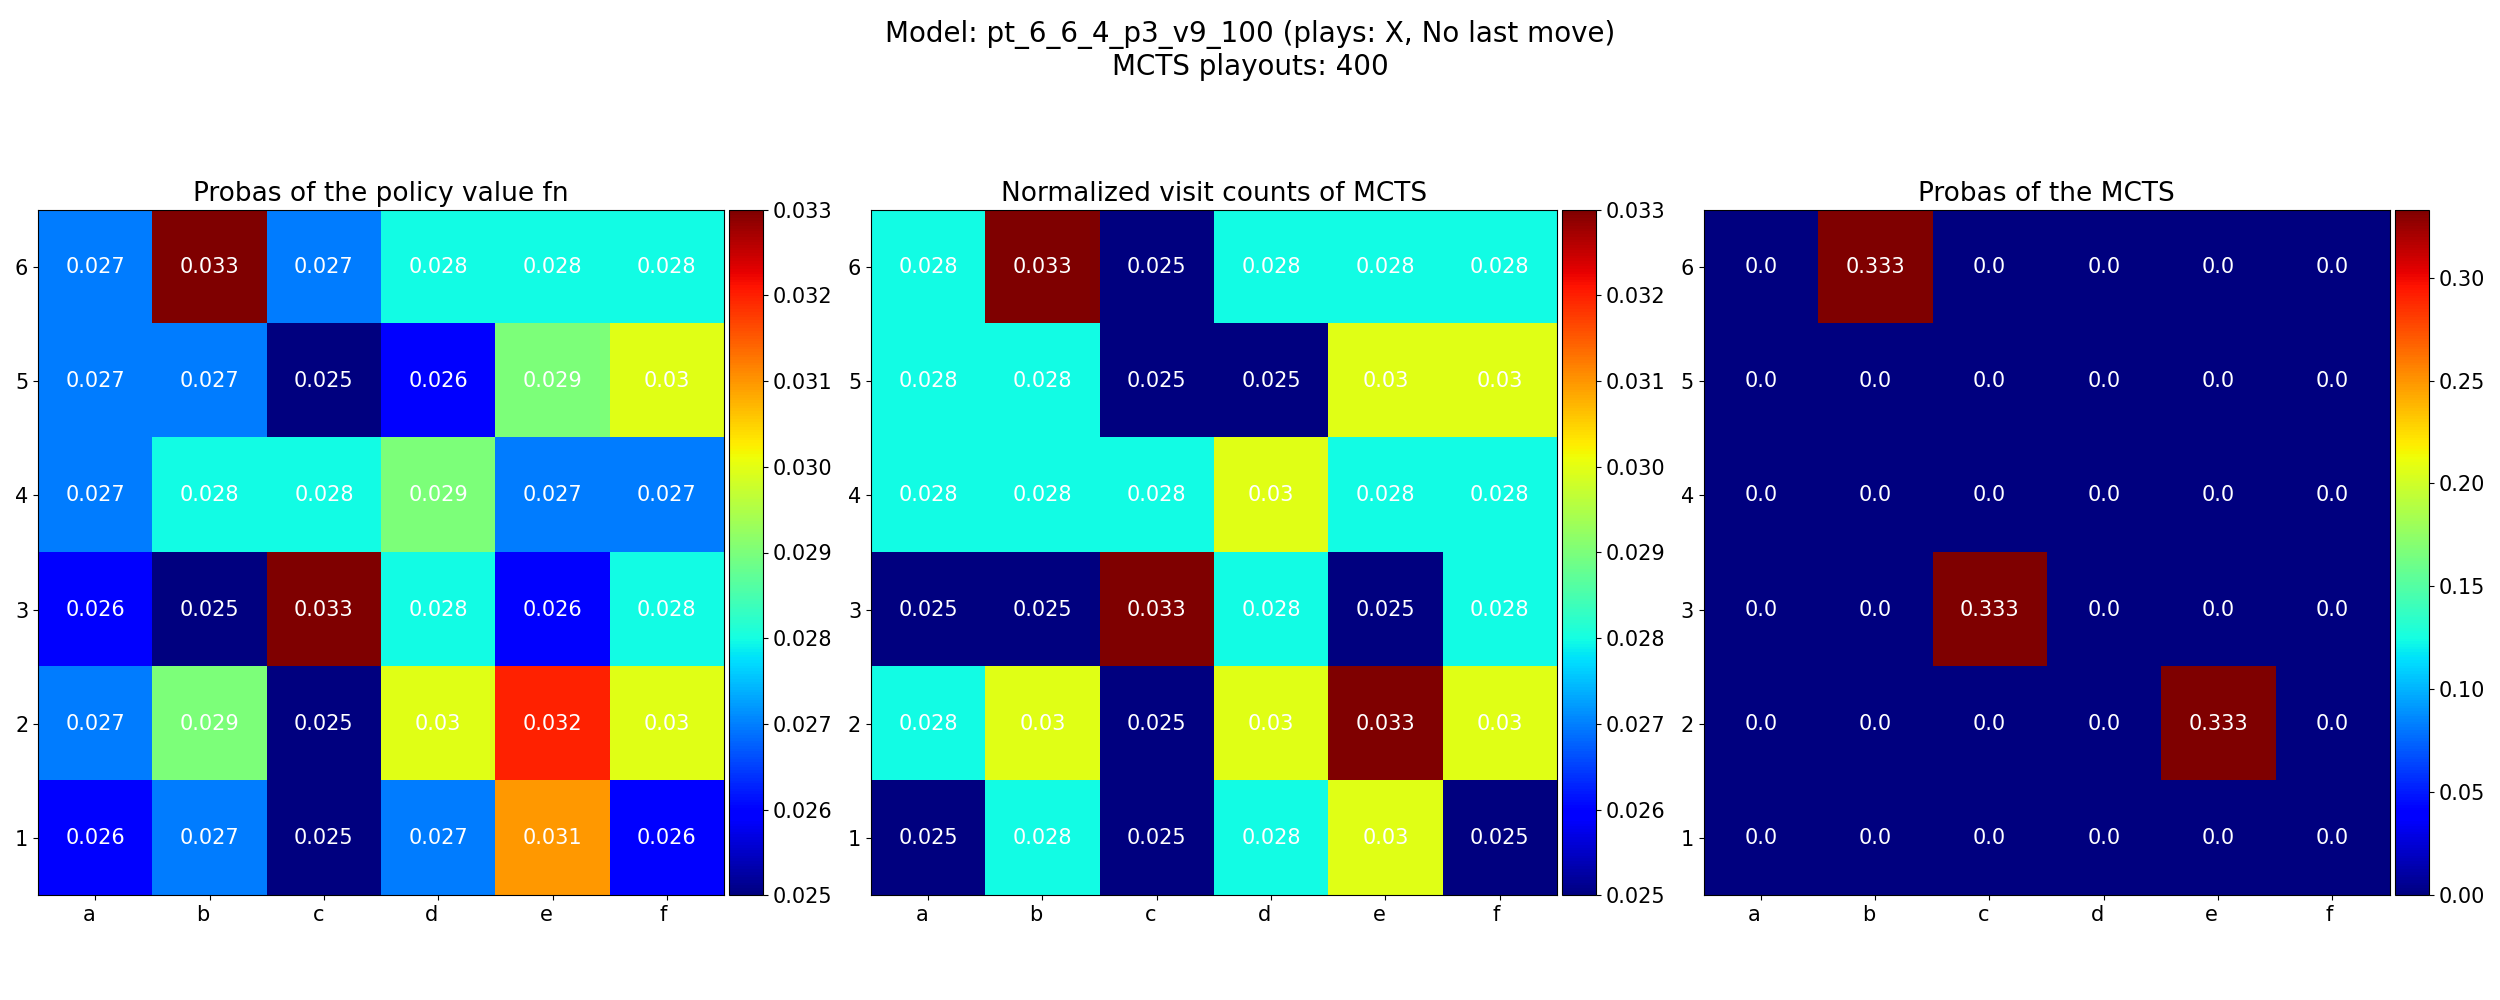 Model: pt_6_6_4_p3_v9_100 (plays: X, No last move)
MCTS playouts: 400
Probas of the policy value fn
6 0.027 0.033 0.027 0.028 0.028 0.028
5 0.027 0.027 0.025 0.026 0.029 0.03
4 0.027 0.028 0.028 0.029 0.027 0.027
3 0.026 0.025 0.033 0.028 0.026 0.028
2 0.027 0.029 0.025 0.03 0.032 0.03
1 0.026 0.027 0.025 0.027 0.031 0.026
a b c d e f
0.033
0.032
0.031
0.030
0.029
0.028
0.027
0.026
0.025
Normalized visit counts of MCTS
6 0.028 0.033 0.025 0.028 0.028 0.028
5 0.028 0.028 0.025 0.025 0.03 0.03
4 0.028 0.028 0.028 0.03 0.028 0.028
3 0.025 0.025 0.033 0.028 0.025 0.028
2 0.028 0.03 0.025 0.03 0.033 0.03
1 0.025 0.028 0.025 0.028 0.03 0.025
a b c d e f
0.033
0.032
0.031
0.030
0.029
0.028
0.027
0.026
0.025
Probas of the MCTS
6 0.0 0.333 0.0 0.0 0.0 0.0
5 0.0 0.0 0.0 0.0 0.0 0.0
4 0.0 0.0 0.0 0.0 0.0 0.0
3 0.0 0.0 0.333 0.0 0.0 0.0
2 0.0 0.0 0.0 0.0 0.333 0.0
1 0.0 0.0 0.0 0.0 0.0 0.0
a b c d e f
0.30
0.25
0.20
0.15
0.10
0.05
0.00